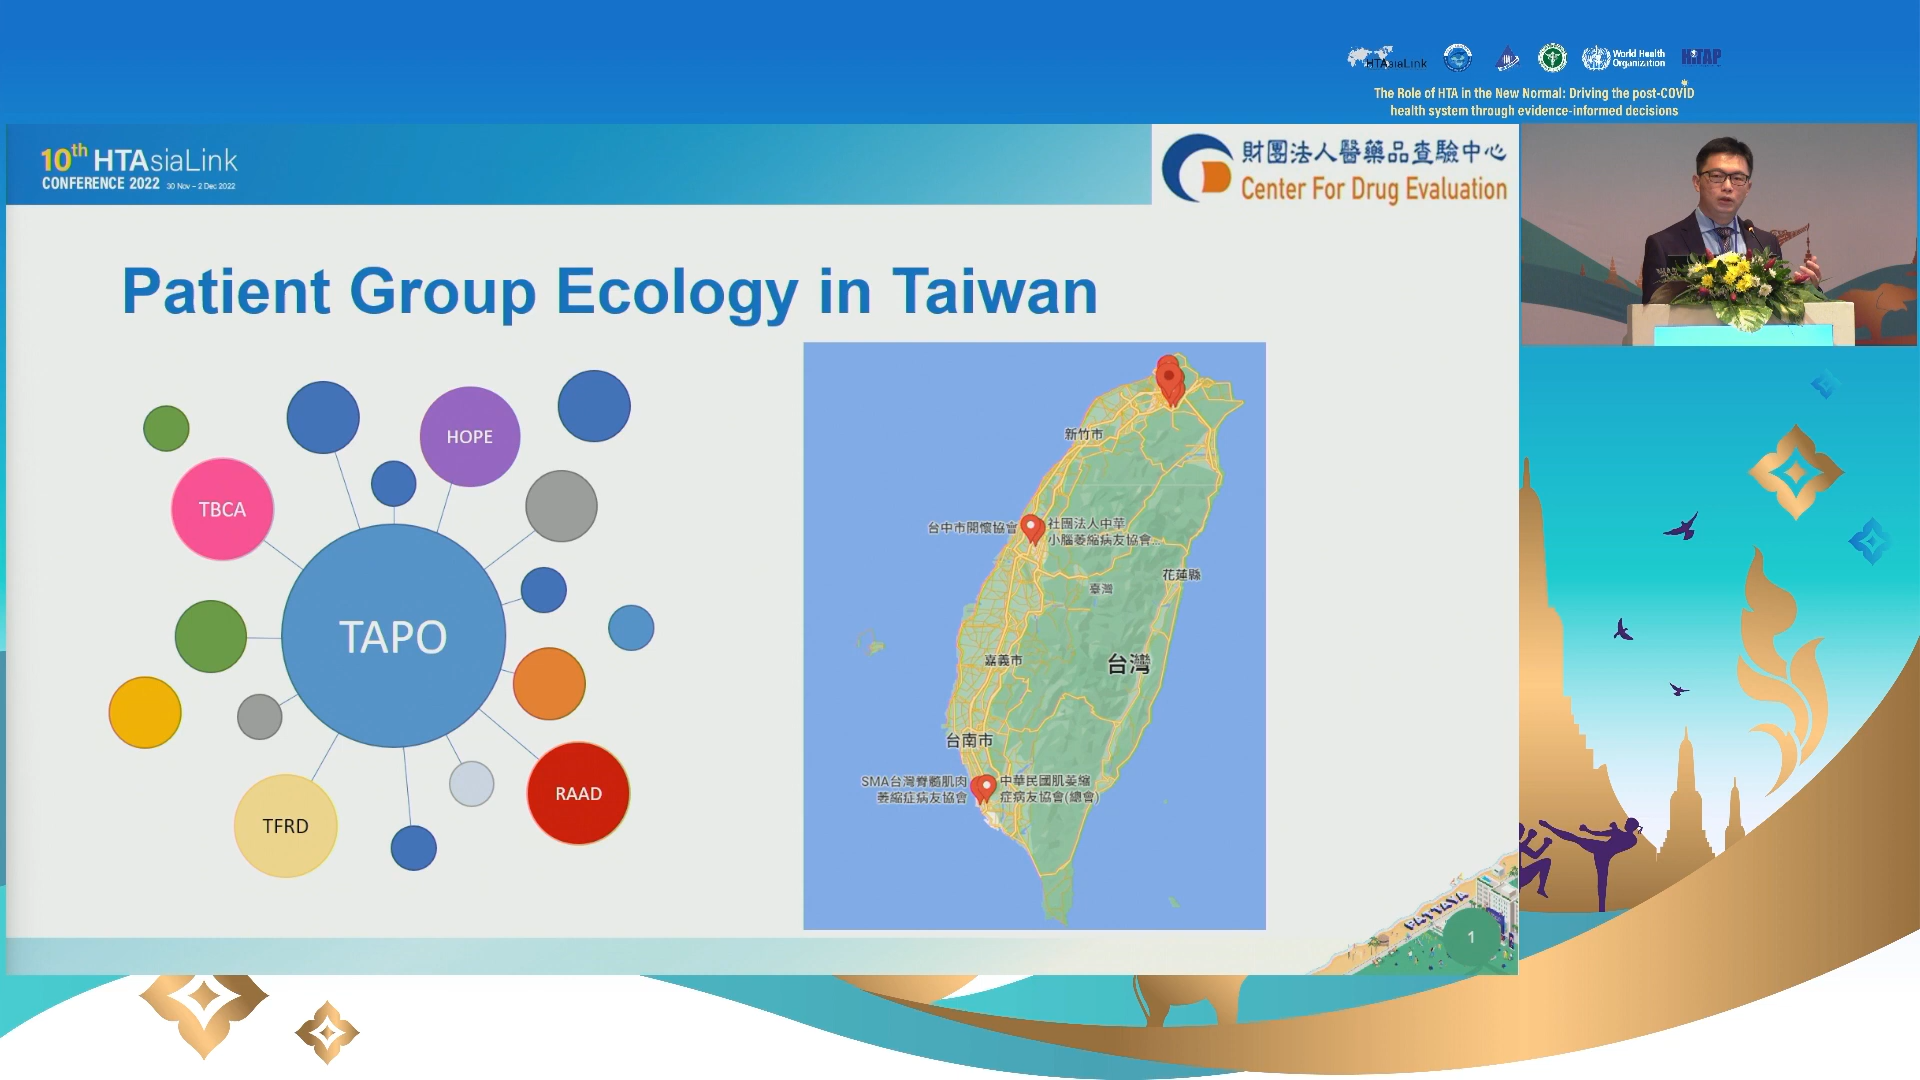 HTAsiaLink
World Health
Organization
HITAP
The Role of HTA in the New Normal: Driving the post-COVID
health system through evidence-informed decisions
10th HTAsiaLink
CONFERENCE 2022 30 Nov – 2 Dec 2022
財團法人醫藥品查驗中心
Center For Drug Evaluation
Patient Group Ecology in Taiwan
HOPE
TBCA
TAPO
RAAD
TFRD
新竹市
台中市開懷協會
社團法人中華
小腦萎縮病友協會...
花蓮縣
臺灣
嘉義市
台灣
台南市
SMA台灣脊髓肌肉
萎縮症病友協會
中華民國肌萎縮
症病友協會(總會)
PATTAYA
1